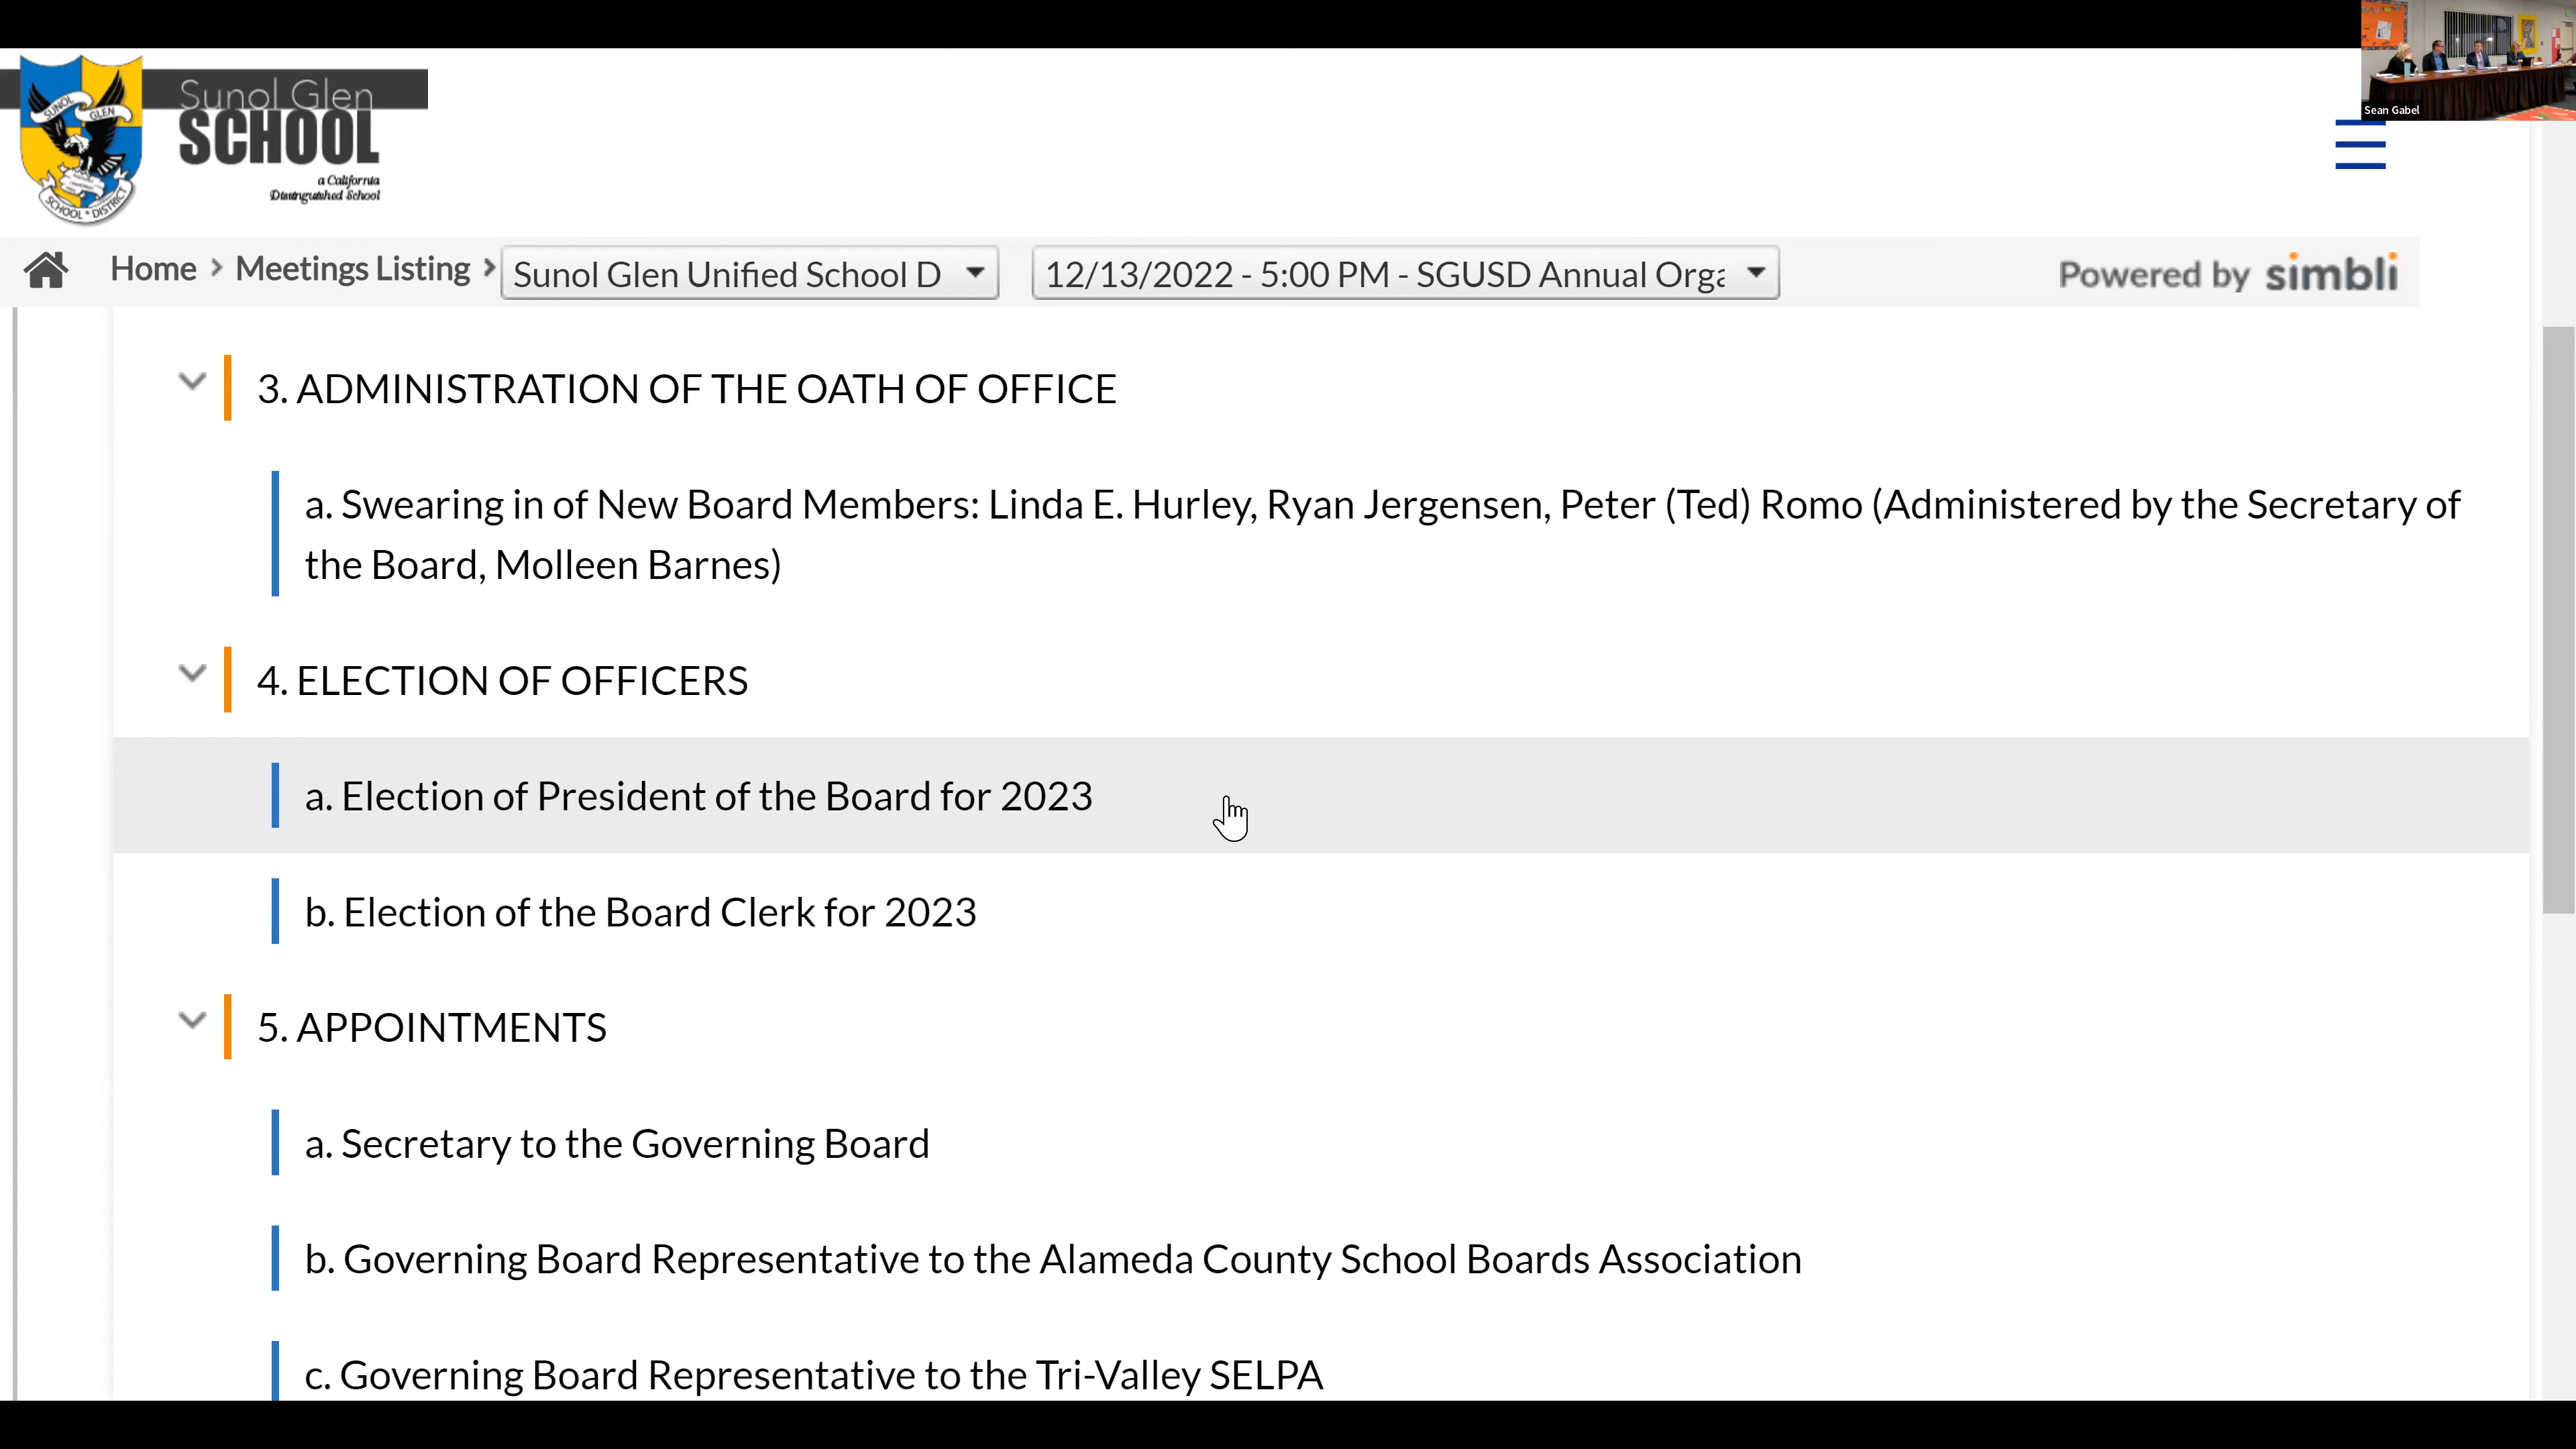 SUNOL GLEN
SCHOOL * DISTRICT
Sunol Glen
SCHOOL
a California
Distinguished School
Sean Gabel
Home > Meetings Listing > Sunol Glen Unified School D 12/13/2022 - 5:00 PM - SGUSD Annual Orga Powered by simbli
3. ADMINISTRATION OF THE OATH OF OFFICE
a. Swearing in of New Board Members: Linda E. Hurley, Ryan Jergensen, Peter (Ted) Romo (Administered by the Secretary of
the Board, Molleen Barnes)
4. ELECTION OF OFFICERS
a. Election of President of the Board for 2023
b. Election of the Board Clerk for 2023
5. APPOINTMENTS
a. Secretary to the Governing Board
b. Governing Board Representative to the Alameda County School Boards Association
c. Governing Board Representative to the Tri-Valley SELPA